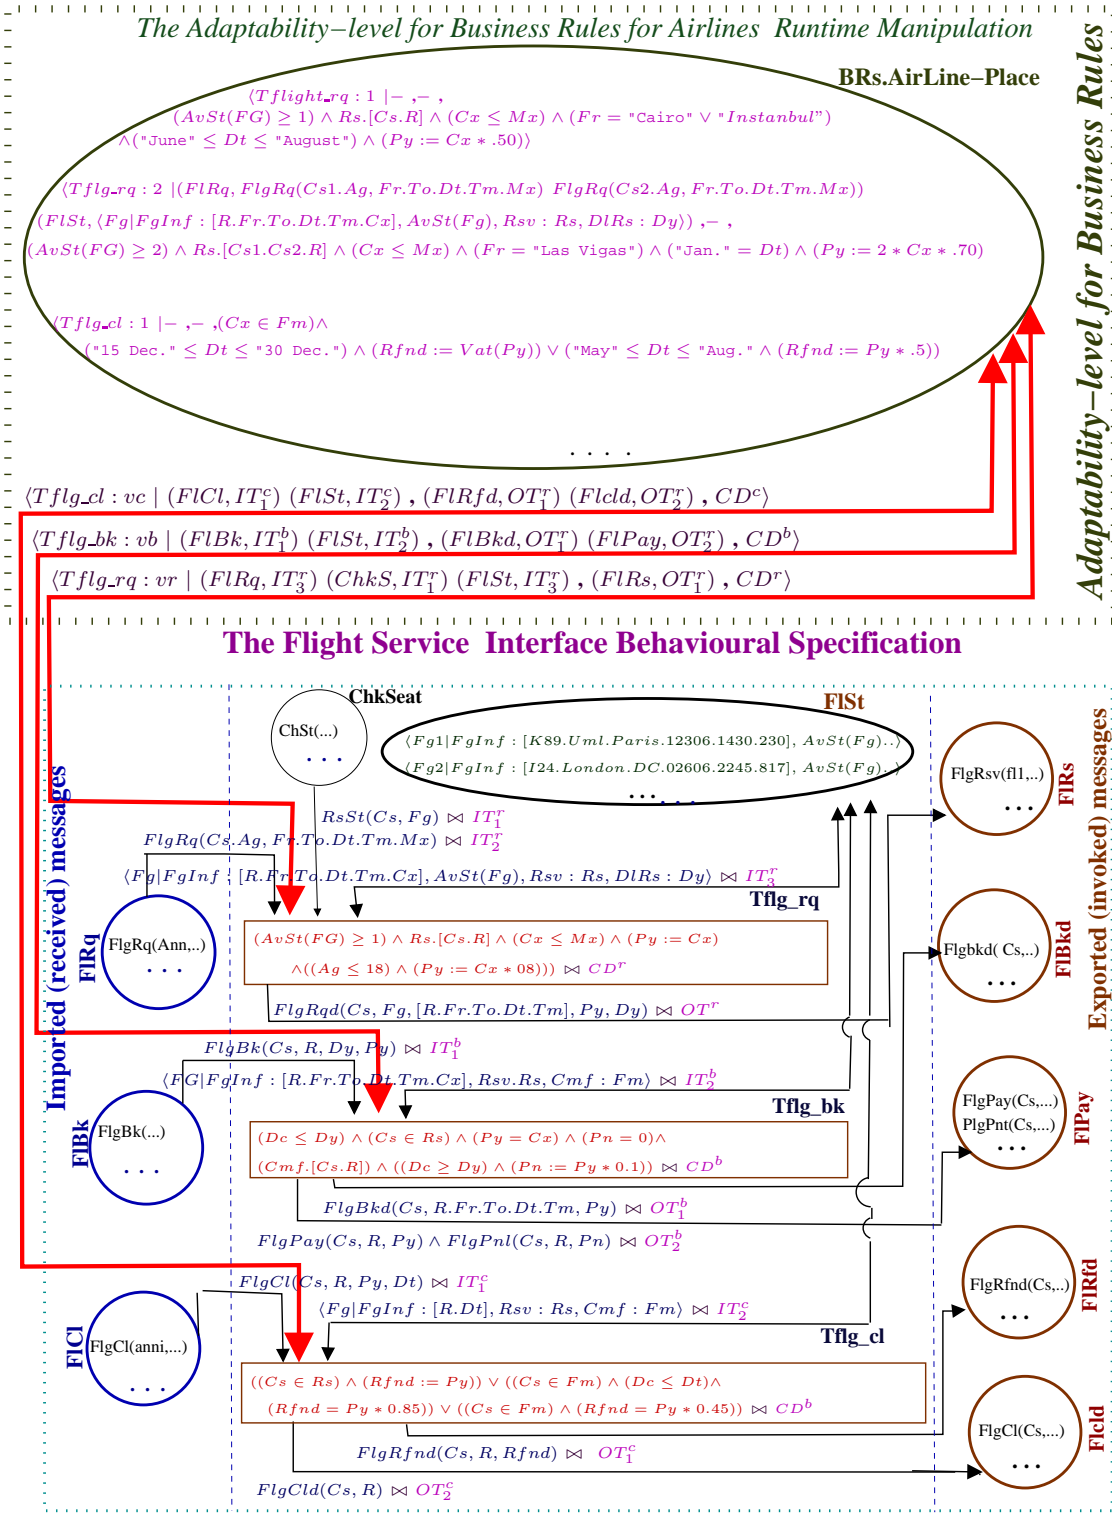 The Adaptability−level for Business Rules for Airlines Runtime Manipulation
Adaptability−level for Business Rules
BRs.AirLine−Place
⟨Tflight_rq : 1 |− ,− ,
(AvSt(FG) ≥ 1) ∧ Rs.[Cs.R] ∧ (Cx ≤ Mx) ∧ (Fr = "Cairo" ∨ "Instanbul")
∧("June" ≤ Dt ≤ "August") ∧ (Py := Cx ∗ .50)⟩
⟨Tflg_rq : 2 |(FlRq, FlgRq(Cs1.Ag, Fr.To.Dt.Tm.Mx) FlgRq(Cs2.Ag, Fr.To.Dt.Tm.Mx))
(FlSt, ⟨Fg|FgInf : [R.Fr.To.Dt.Tm.Cx], AvSt(Fg), Rsv : Rs, DlRs : Dy⟩) ,− ,
(AvSt(FG) ≥ 2) ∧ Rs.[Cs1.Cs2.R] ∧ (Cx ≤ Mx) ∧ (Fr = "Las Vigas") ∧ ("Jan." = Dt) ∧ (Py := 2 ∗ Cx ∗ .70)
⟨Tflg_cl : 1 |− ,− ,(Cx ∈ Fm)∧
("15 Dec." ≤ Dt ≤ "30 Dec.") ∧ (Rfnd := Vat(Py)) ∨ ("May" ≤ Dt ≤ "Aug." ∧ (Rfnd := Py ∗ .5))
. . . .
⟨Tflg_cl : vc | (FlCl, IT₁ᶜ) (FlSt, IT₂ᶜ) , (FlRfd, OT₁ʳ) (Flcld, OT₂ʳ) , CDᶜ⟩
⟨Tflg_bk : vb | (FlBk, IT₁ᵇ) (FlSt, IT₂ᵇ) , (FlBkd, OT₁ʳ) (FlPay, OT₂ʳ) , CDᵇ⟩
⟨Tflg_rq : vr | (FlRq, IT₃ʳ) (ChkS, IT₁ʳ) (FlSt, IT₃ʳ) , (FlRs, OT₁ʳ) , CDʳ⟩
The Flight Service Interface Behavioural Specification
Imported (received) messages
Exported (invoked) messages
ChkSeat
ChSt(...)
. . .
FlSt
⟨Fg1|FgInf : [K89.Uml.Paris.12306.1430.230], AvSt(Fg)..⟩
⟨Fg2|FgInf : [I24.London.DC.02606.2245.817], AvSt(Fg)..⟩
... . . .
FlgRsv(fl1,..)
...
FlRs
RsSt(Cs, Fg) ⋈ IT₁ʳ
FlgRq(Cs.Ag, Fr.To.Dt.Tm.Mx) ⋈ IT₂ʳ
⟨Fg|FgInf : [R.Fr.To.Dt.Tm.Cx], AvSt(Fg), Rsv : Rs, DlRs : Dy⟩ ⋈ IT₃ʳ
Tflg_rq
FlRq
FlgRq(Ann,..)
. . .
(AvSt(FG) ≥ 1) ∧ Rs.[Cs.R] ∧ (Cx ≤ Mx) ∧ (Py := Cx)
∧((Ag ≤ 18) ∧ (Py := Cx ∗ 08))) ⋈ CDʳ
Flgbkd( Cs,..)
...
FlBkd
FlgRqd(Cs, Fg, [R.Fr.To.Dt.Tm], Py, Dy) ⋈ OTʳ
FlgBk(Cs, R, Dy, Py) ⋈ IT₁ᵇ
⟨FG|FgInf : [R.Fr.To.Dt.Tm.Cx], Rsv.Rs, Cmf : Fm⟩ ⋈ IT₂ᵇ
Tflg_bk
FlBk
FlgBk(...)
. . .
(Dc ≤ Dy) ∧ (Cs ∈ Rs) ∧ (Py = Cx) ∧ (Pn = 0)∧
(Cmf.[Cs.R]) ∧ ((Dc ≥ Dy) ∧ (Pn := Py ∗ 0.1)) ⋈ CDᵇ
FlgPay(Cs,...)
PlgPnt(Cs,...)
...
FlPay
FlgBkd(Cs, R.Fr.To.Dt.Tm, Py) ⋈ OT₁ᵇ
FlgPay(Cs, R, Py) ∧ FlgPnl(Cs, R, Pn) ⋈ OT₂ᵇ
FlgCl(Cs, R, Py, Dt) ⋈ IT₁ᶜ
⟨Fg|FgInf : [R.Dt], Rsv : Rs, Cmf : Fm⟩ ⋈ IT₂ᶜ
Tflg_cl
FlgRfnd(Cs,..)
...
FlRfd
FlCl
FlgCl(anni,...)
. . .
((Cs ∈ Rs) ∧ (Rfnd := Py)) ∨ ((Cs ∈ Fm) ∧ (Dc ≤ Dt)∧
(Rfnd = Py ∗ 0.85)) ∨ ((Cs ∈ Fm) ∧ (Rfnd = Py ∗ 0.45)) ⋈ CDᵇ
FlgCl(Cs,...)
...
Flcld
FlgRfnd(Cs, R, Rfnd) ⋈ OT₁ᶜ
FlgCld(Cs, R) ⋈ OT₂ᶜ